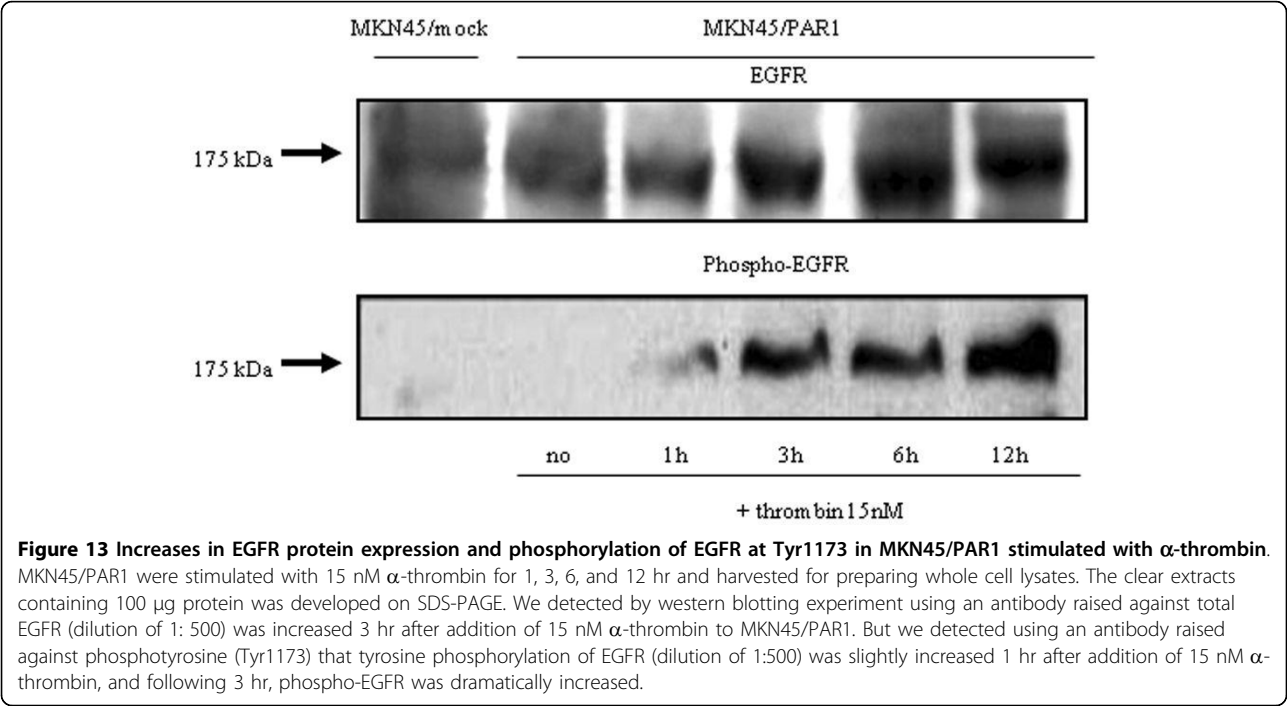 MKN45/mock MKN45/PAR1
EGFR
175 kDa
Phospho-EGFR
175 kDa
no 1h 3h 6h 12h
+ thrombin 15nM
Figure 13 Increases in EGFR protein expression and phosphorylation of EGFR at Tyr1173 in MKN45/PAR1 stimulated with α-thrombin.
MKN45/PAR1 were stimulated with 15 nM α-thrombin for 1, 3, 6, and 12 hr and harvested for preparing whole cell lysates. The clear extracts
containing 100 μg protein was developed on SDS-PAGE. We detected by western blotting experiment using an antibody raised against total
EGFR (dilution of 1: 500) was increased 3 hr after addition of 15 nM α-thrombin to MKN45/PAR1. But we detected using an antibody raised
against phosphotyrosine (Tyr1173) that tyrosine phosphorylation of EGFR (dilution of 1:500) was slightly increased 1 hr after addition of 15 nM α-
thrombin, and following 3 hr, phospho-EGFR was dramatically increased.